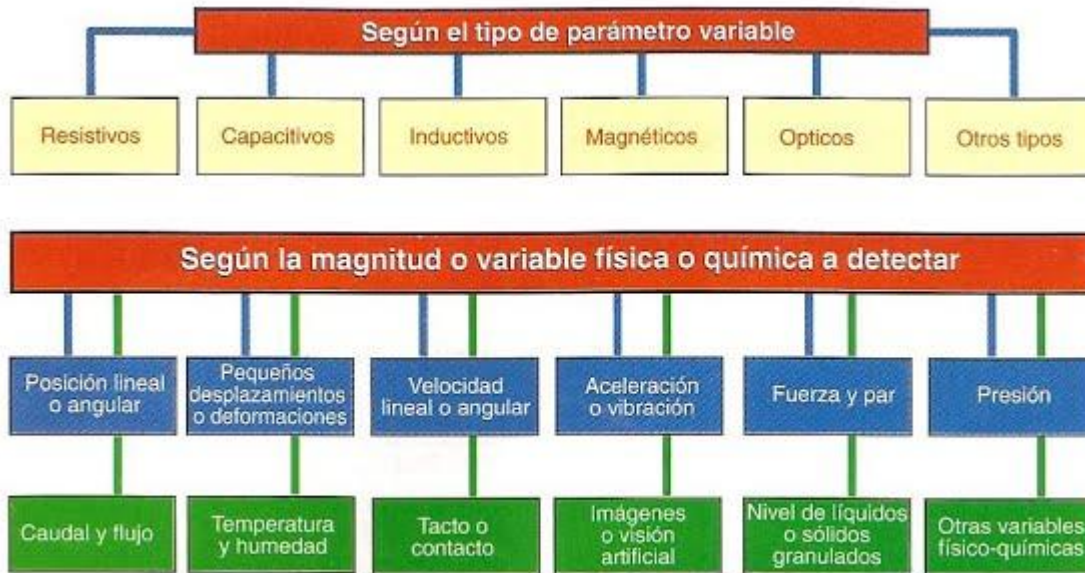 Según el tipo de parámetro variable
Resistivos
Capacitivos
Inductivos
Magnéticos
Opticos
Otros tipos
Según la magnitud o variable física o química a detectar
Posición lineal
o angular
Pequeños
desplazamientos
o deformaciones
Velocidad
lineal o angular
Aceleración
o vibración
Fuerza y par
Presión
Caudal y flujo
Temperatura
y humedad
Tacto o
contacto
Imágenes
o visión
artificial
Nivel de líquidos
o sólidos
granulados
Otras variables
físico-químicas